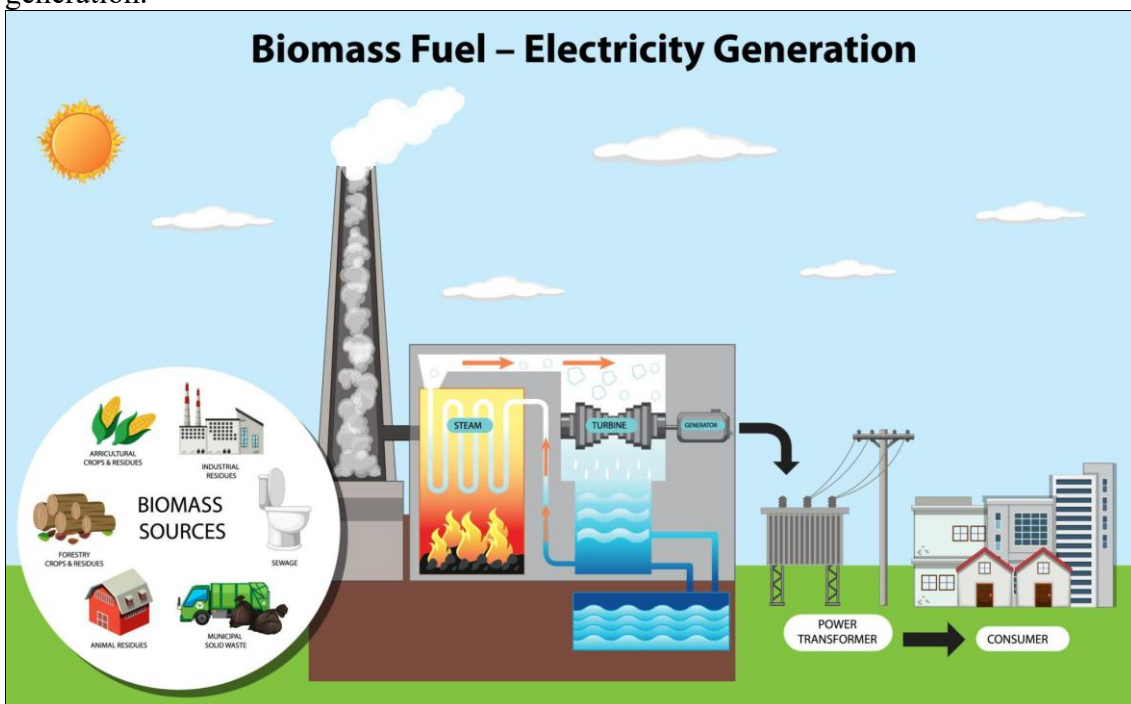 generation.
Biomass Fuel – Electricity Generation
ARRICULTURAL
CROPS & RESIDUES
INDUSTRIAL
RESIDUES
BIOMASS
SOURCES
FORESTRY
CROPS & RESIDUES
SEWAGE
ANIMAL RESIDUES
MUNICIPAL
SOLID WASTE
STEAM
TURBINE
GENERATOR
POWER
TRANSFORMER
CONSUMER